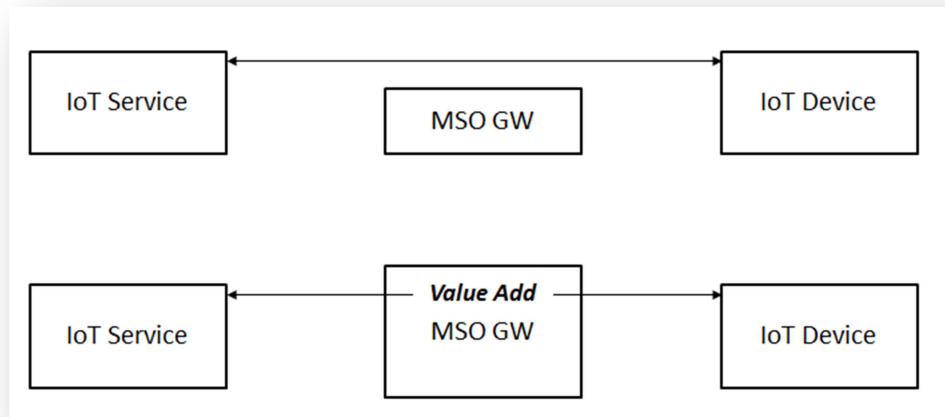 IoT Service
MSO GW
IoT Device
IoT Service
Value Add
MSO GW
IoT Device